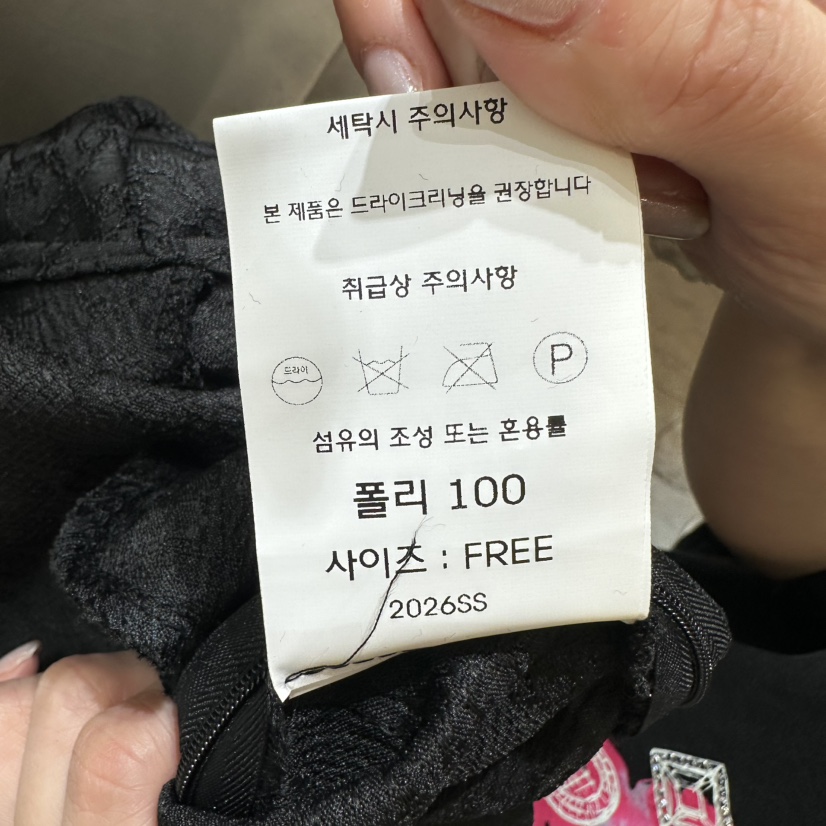 세탁시 주의사항
본 제품은 드라이크리닝을 권장합니다
취급상 주의사항
드라이
P
섬유의 조성 또는 혼용률
폴리 100
사이즈 : FREE
2026SS